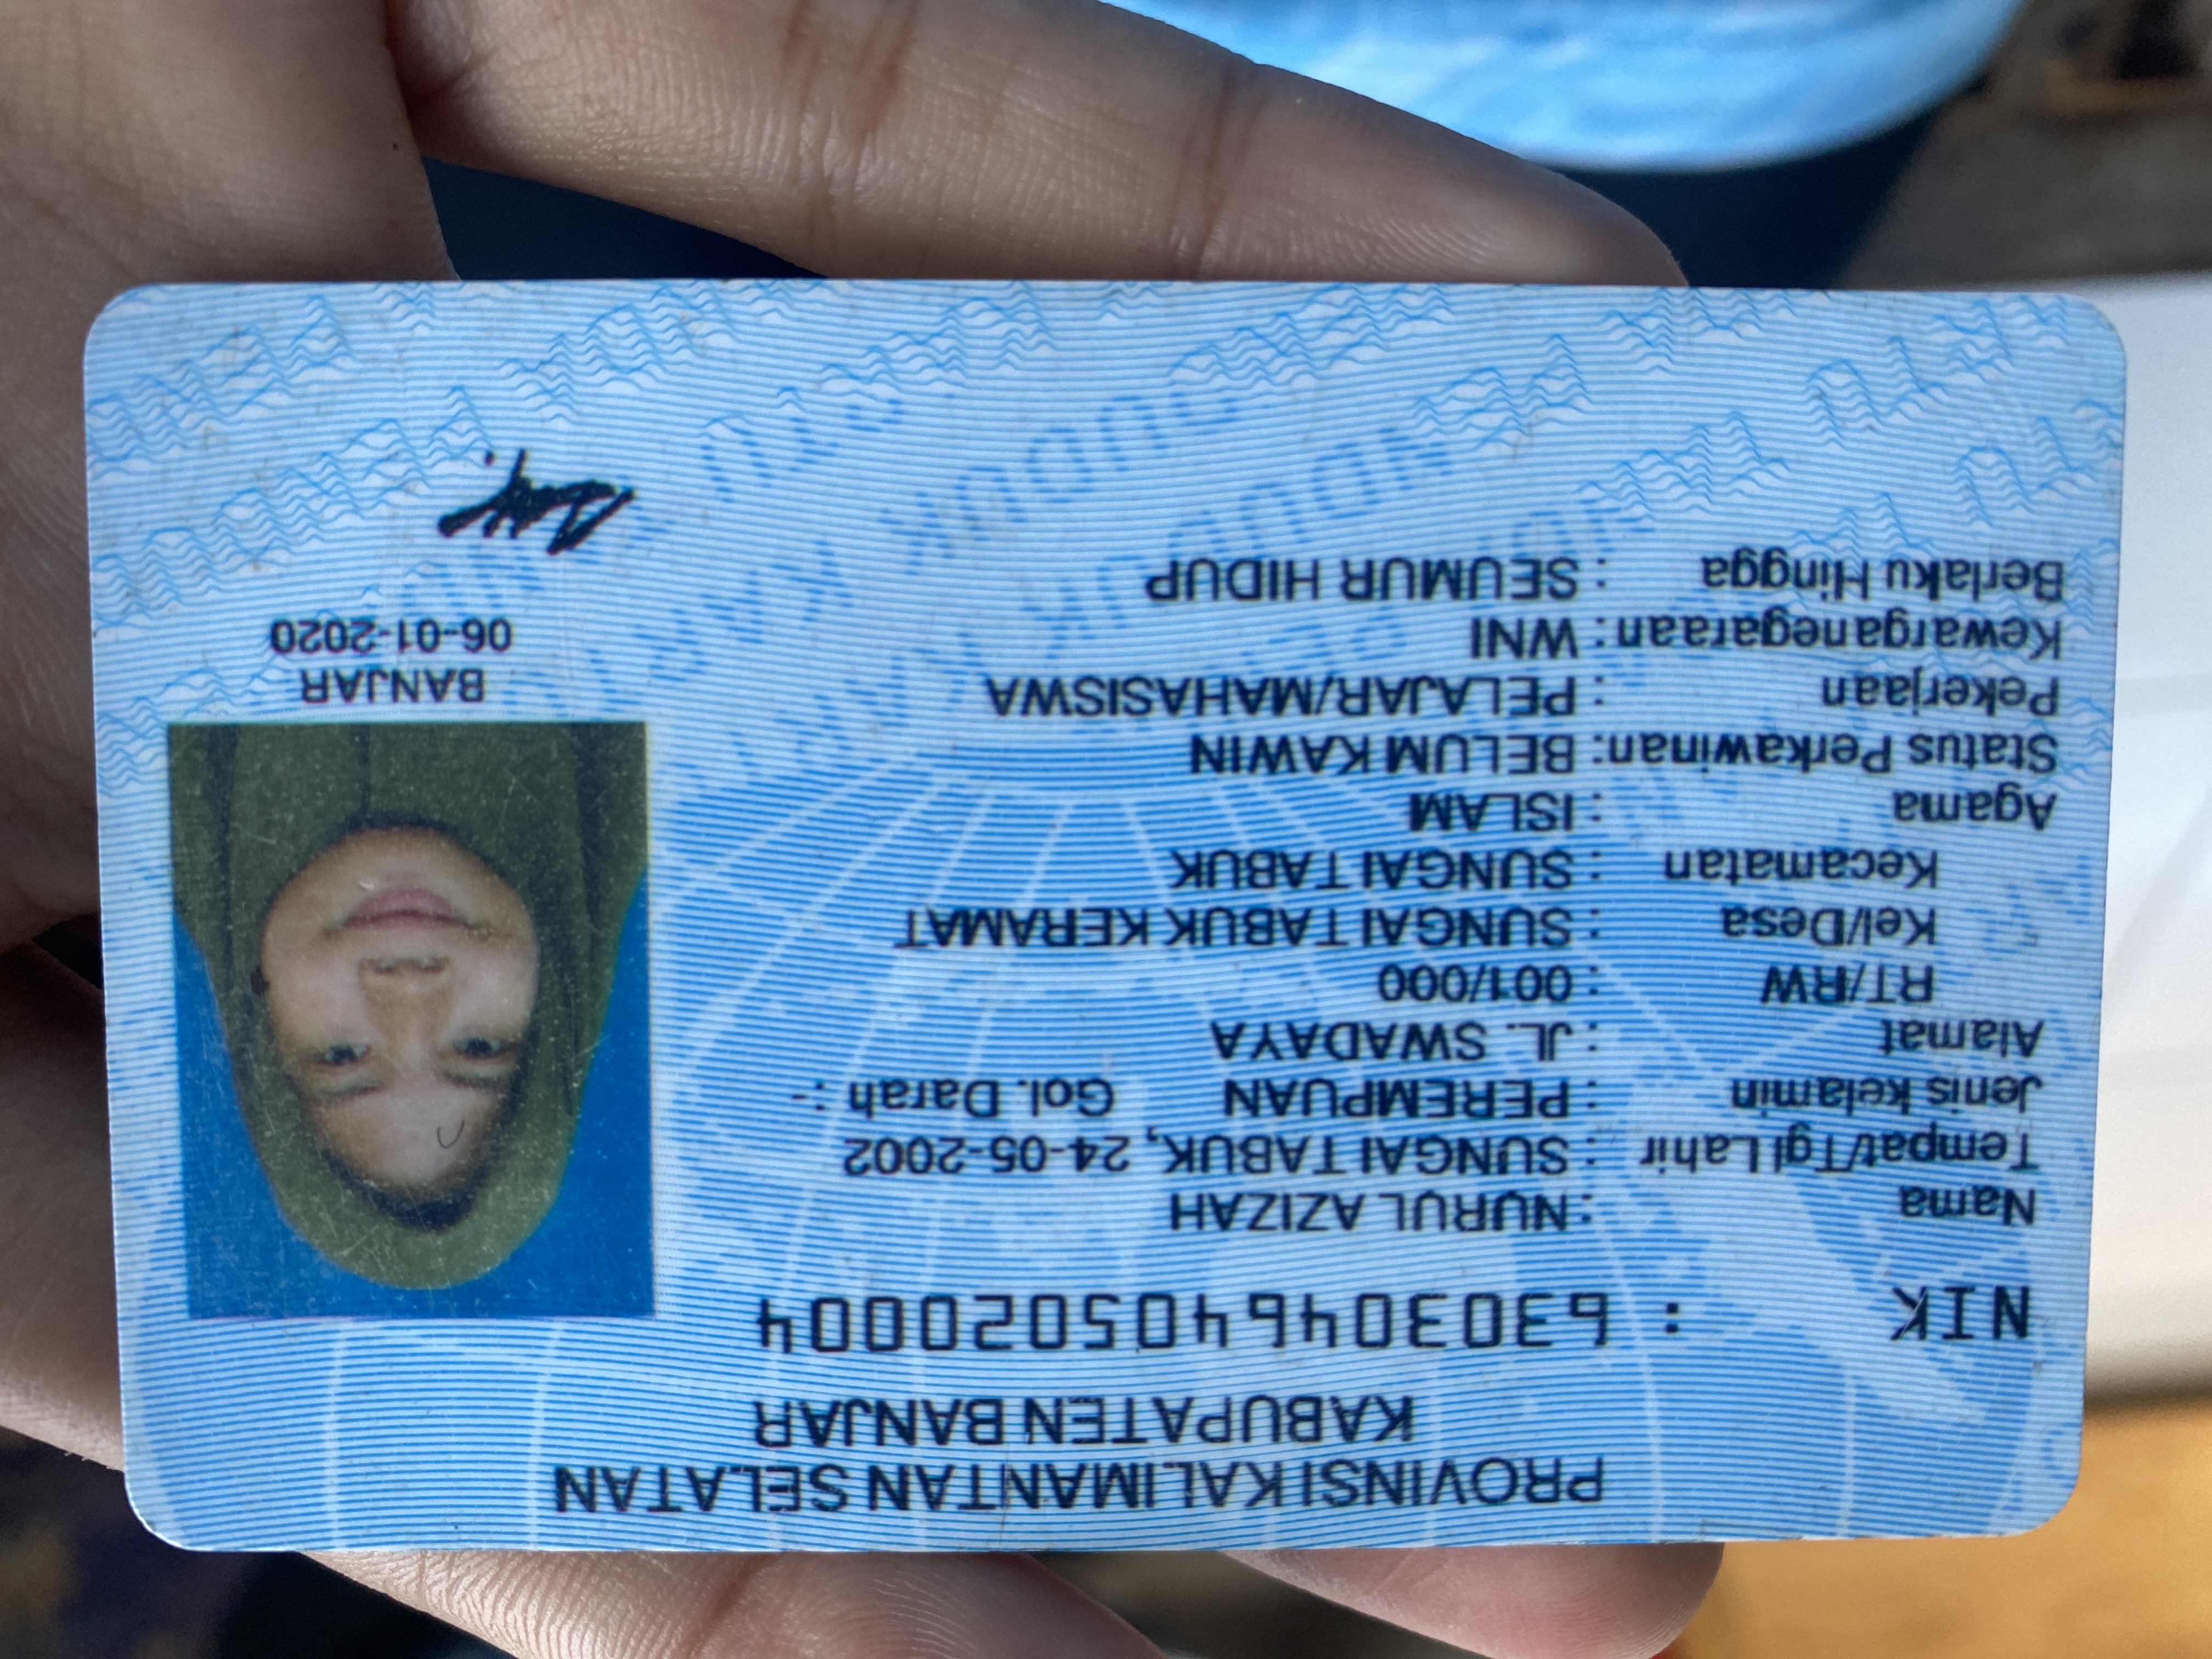 PROVINSI KALIMANTAN SELATAN
KABUPATEN BANJAR
NIK : 6303046405020004
Nama : NURUL AZIZAH
Tempat/Tgl Lahir : SUNGAI TABUK, 24-05-2002
Jenis kelamin : PEREMPUAN Gol. Darah :-
Alamat : JL. SWADAYA
RT/RW : 001/000
Kel/Desa : SUNGAI TABUK KERAMAT
Kecamatan : SUNGAI TABUK
Agama : ISLAM
Status Perkawinan: BELUM KAWIN
Pekerjaan : PELAJAR/MAHASISWA
Kewarganegaraan: WNI
Berlaku Hingga : SEUMUR HIDUP
BANJAR
06-01-2020